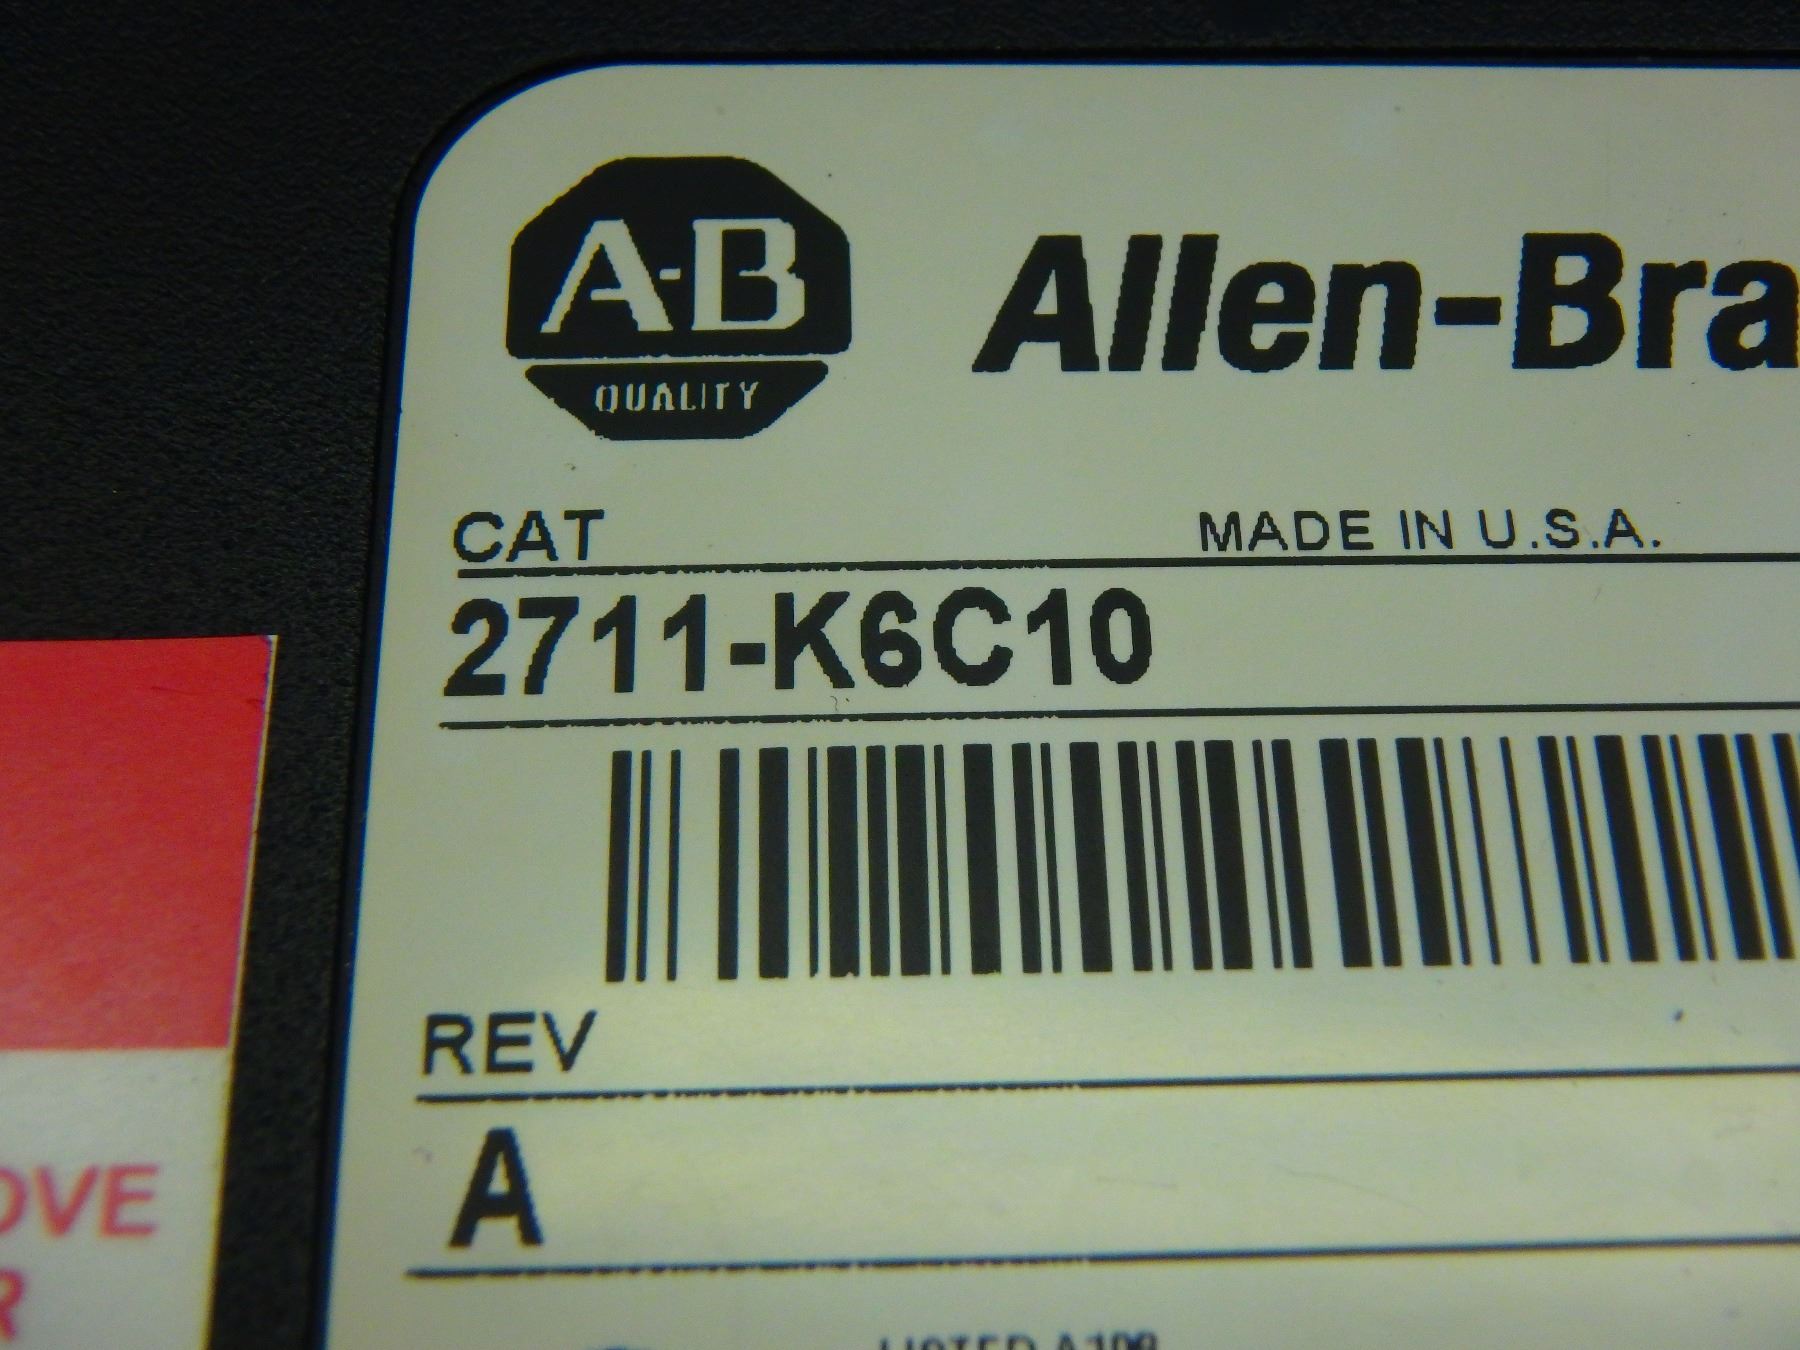 A-B
QUALITY
Allen-Bra
CAT
MADE IN U.S.A.
2711-K6C10
REV
A
OVE
R